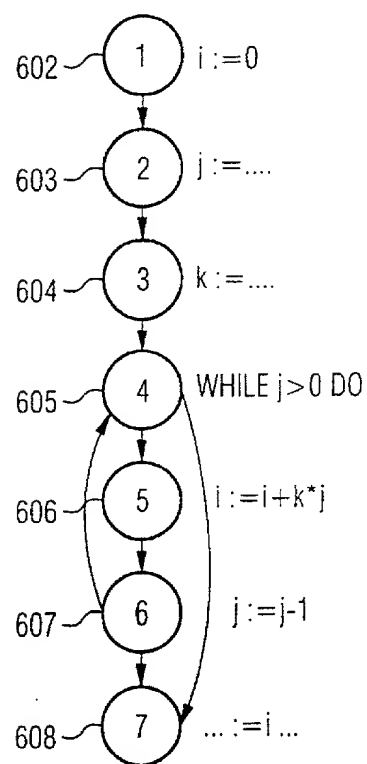 602 1 i:=0
603 2 j:=....
604 3 k:=....
605 4 WHILE j>0 DO
606 5 i:=i+k*j
607 6 j:=j-1
608 7 ... :=i ...